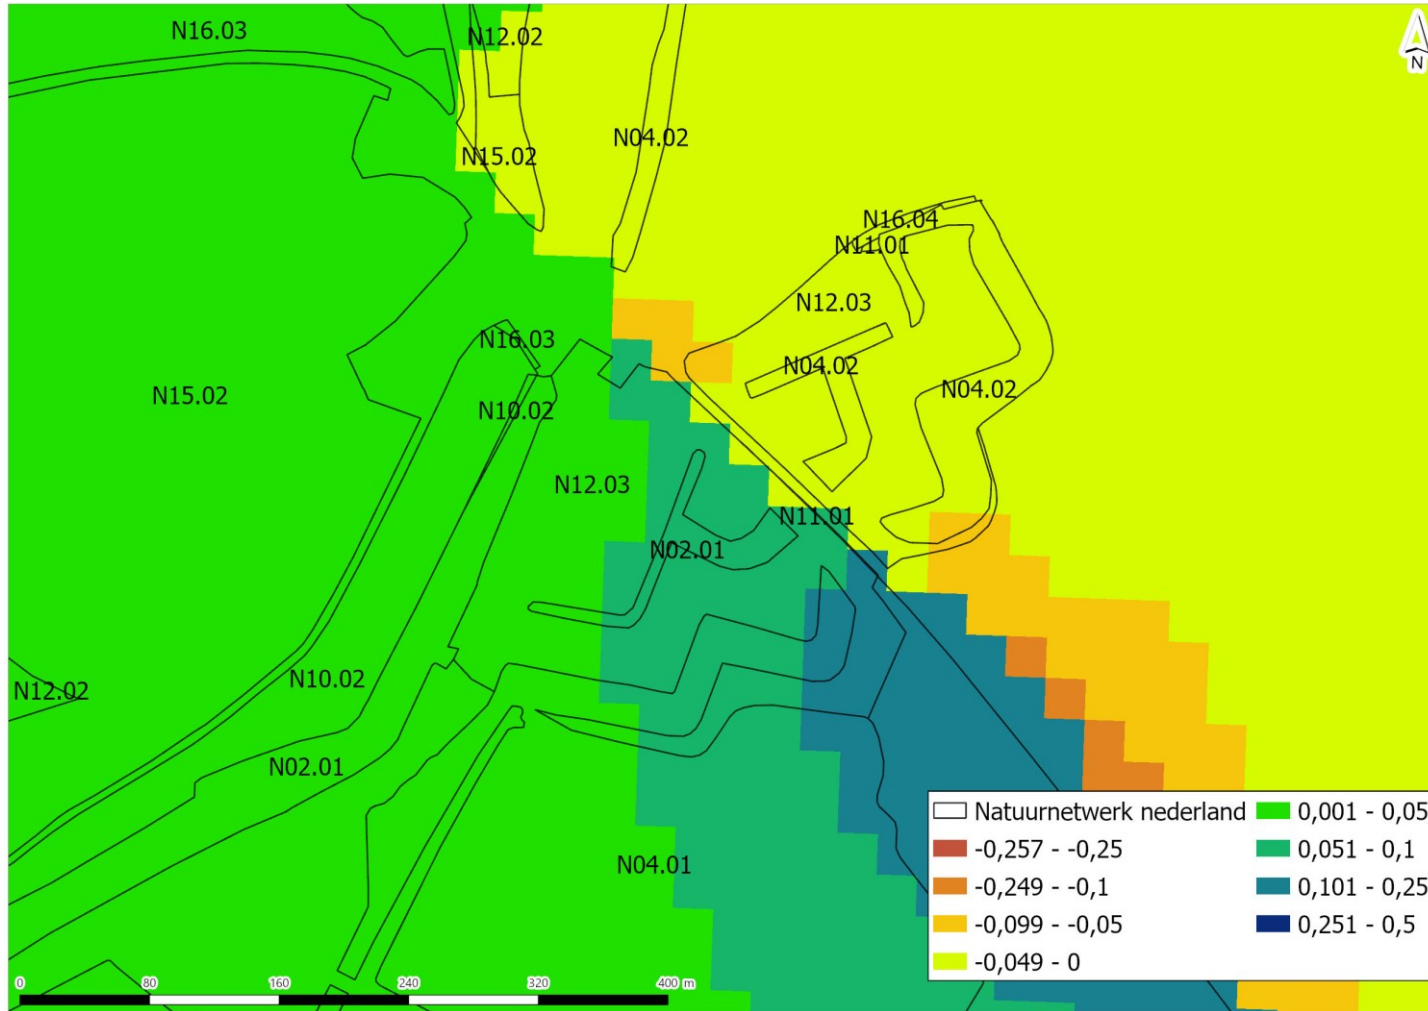 N16.03
N12.02
N
N04.02
N15.02
N16.04
N11.01
N12.03
N16.03
N04.02
N04.02
N15.02
N10.02
N12.03
N11.01
N02.01
N10.02
N12.02
N02.01
N04.01
Natuurnetwerk nederland
-0,257 - -0,25
-0,249 - -0,1
-0,099 - -0,05
-0,049 - 0
0,001 - 0,05
0,051 - 0,1
0,101 - 0,25
0,251 - 0,5
0 80 160 240 320 400 m